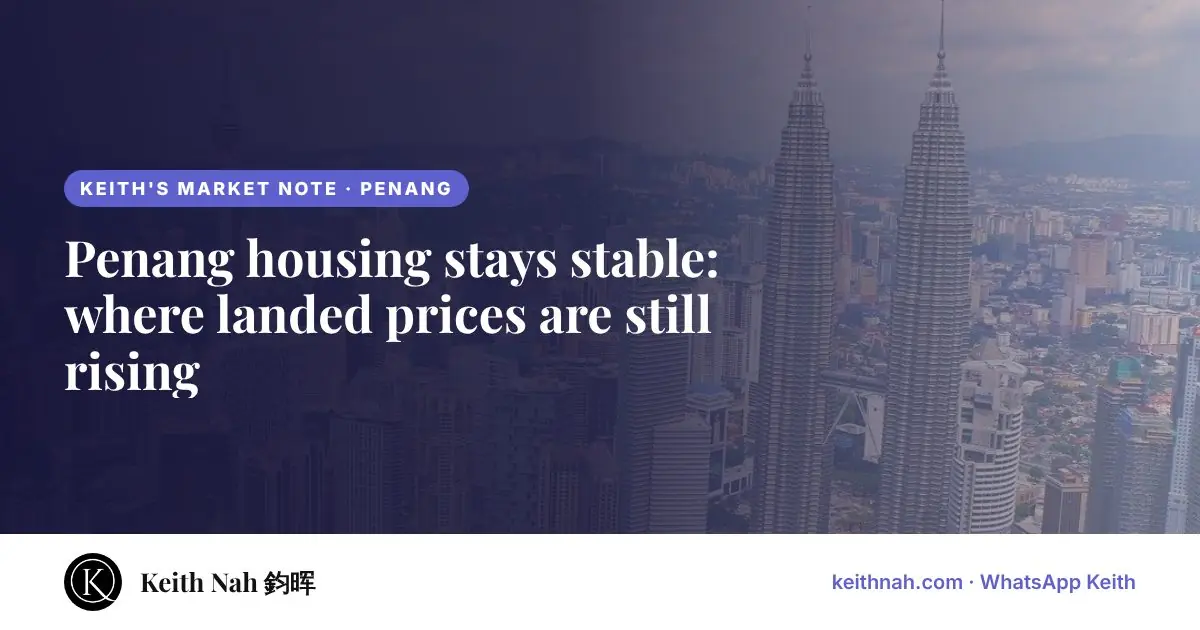 KEITH'S MARKET NOTE · PENANG
Penang housing stays stable:
where landed prices are still
rising
K
Keith Nah 鈞晖
keithnah.com · WhatsApp Keith